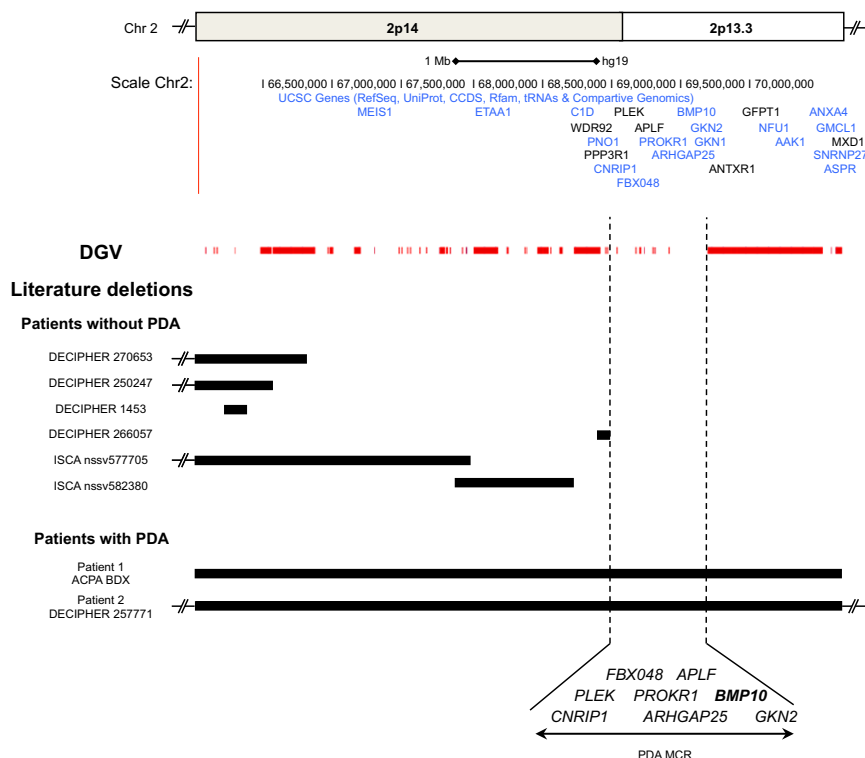 Chr 2 2p14 2p13.3
1 Mb hg19
Scale Chr2: I 66,500,000 I 67,000,000 I 67,500,000 I 68,000,000 I 68,500,000 I 69,000,000 I 69,500,000 I 70,000,000
UCSC Genes (RefSeq, UniProt, CCDS, Rfam, tRNAs & Compartive Genomics)
MEIS1 ETAA1 C1D PLEK BMP10 GFPT1 ANXA4
WDR92 APLF GKN2 NFU1 GMCL1
PNO1 PROKR1 GKN1 AAK1 MXD1
PPP3R1 ARHGAP25 SNRNP27
CNRIP1 ANTXR1 ASPR
FBX048
DGV
Literature deletions
Patients without PDA
DECIPHER 270653
DECIPHER 250247
DECIPHER 1453
DECIPHER 266057
ISCA nssv577705
ISCA nssv582380
Patients with PDA
Patient 1
ACPA BDX
Patient 2
DECIPHER 257771
FBX048 APLF
PLEK PROKR1 BMP10
CNRIP1 ARHGAP25 GKN2
PDA MCR